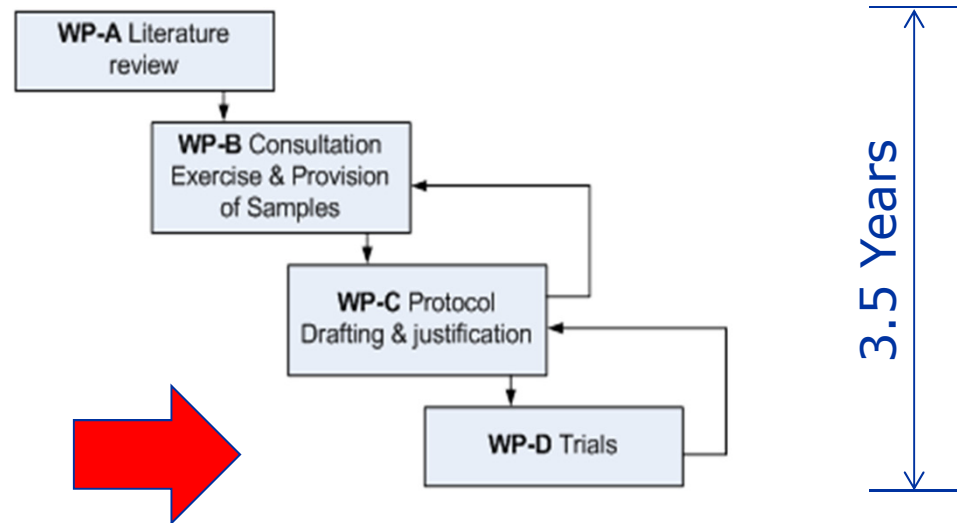 WP-A Literature
review
WP-B Consultation
Exercise & Provision
of Samples
WP-C Protocol
Drafting & justification
WP-D Trials
3.5 Years